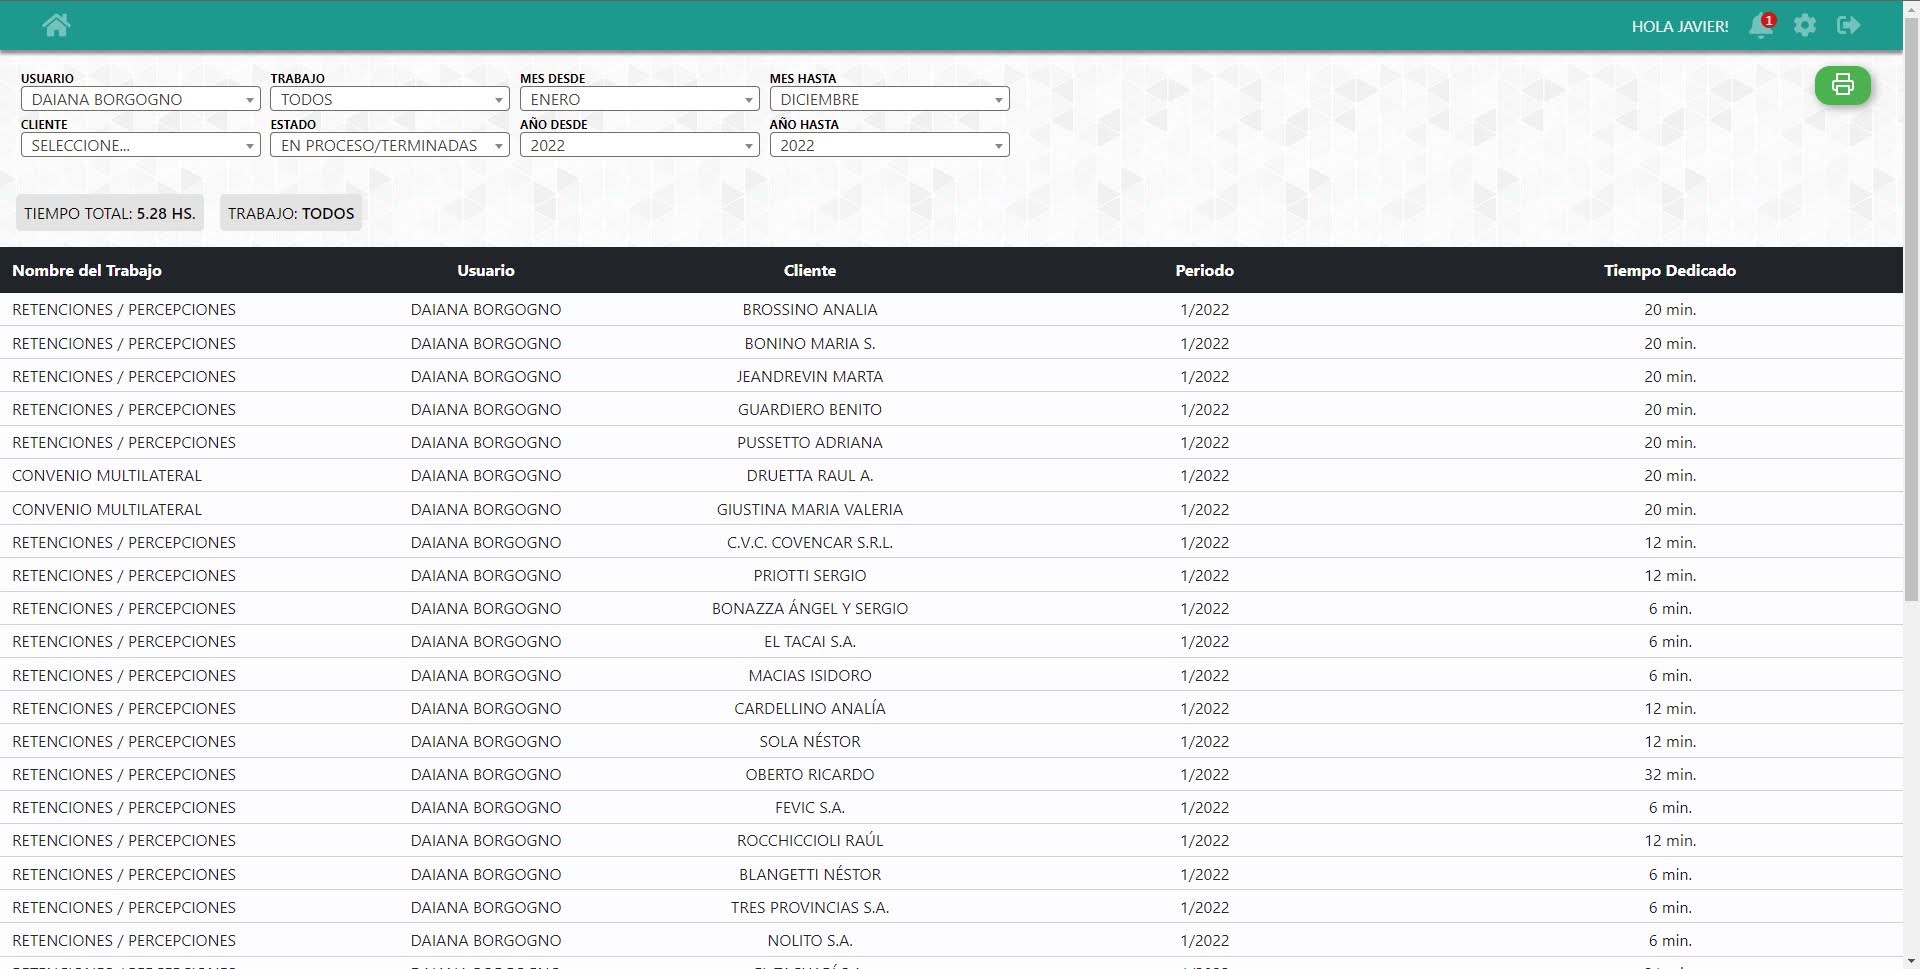 HOLA JAVIER! 1
USUARIO TRABAJO MES DESDE MES HASTA
DAIANA BORGOGNO TODOS ENERO DICIEMBRE
CLIENTE ESTADO AÑO DESDE AÑO HASTA
SELECCIONE... EN PROCESO/TERMINADAS 2022 2022
TIEMPO TOTAL: 5.28 HS. TRABAJO: TODOS
Nombre del Trabajo Usuario Cliente Periodo Tiempo Dedicado
RETENCIONES / PERCEPCIONES DAIANA BORGOGNO BROSSINO ANALIA 1/2022 20 min.
RETENCIONES / PERCEPCIONES DAIANA BORGOGNO BONINO MARIA S. 1/2022 20 min.
RETENCIONES / PERCEPCIONES DAIANA BORGOGNO JEANDREVIN MARTA 1/2022 20 min.
RETENCIONES / PERCEPCIONES DAIANA BORGOGNO GUARDIERO BENITO 1/2022 20 min.
RETENCIONES / PERCEPCIONES DAIANA BORGOGNO PUSSETTO ADRIANA 1/2022 20 min.
CONVENIO MULTILATERAL DAIANA BORGOGNO DRUETTA RAUL A. 1/2022 20 min.
CONVENIO MULTILATERAL DAIANA BORGOGNO GIUSTINA MARIA VALERIA 1/2022 20 min.
RETENCIONES / PERCEPCIONES DAIANA BORGOGNO C.V.C. COVENCAR S.R.L. 1/2022 12 min.
RETENCIONES / PERCEPCIONES DAIANA BORGOGNO PRIOTTI SERGIO 1/2022 12 min.
RETENCIONES / PERCEPCIONES DAIANA BORGOGNO BONAZZA ÁNGEL Y SERGIO 1/2022 6 min.
RETENCIONES / PERCEPCIONES DAIANA BORGOGNO EL TACAI S.A. 1/2022 6 min.
RETENCIONES / PERCEPCIONES DAIANA BORGOGNO MACIAS ISIDORO 1/2022 6 min.
RETENCIONES / PERCEPCIONES DAIANA BORGOGNO CARDELLINO ANALÍA 1/2022 12 min.
RETENCIONES / PERCEPCIONES DAIANA BORGOGNO SOLA NÉSTOR 1/2022 12 min.
RETENCIONES / PERCEPCIONES DAIANA BORGOGNO OBERTO RICARDO 1/2022 32 min.
RETENCIONES / PERCEPCIONES DAIANA BORGOGNO FEVIC S.A. 1/2022 6 min.
RETENCIONES / PERCEPCIONES DAIANA BORGOGNO ROCCHICCIOLI RAÚL 1/2022 12 min.
RETENCIONES / PERCEPCIONES DAIANA BORGOGNO BLANGETTI NÉSTOR 1/2022 6 min.
RETENCIONES / PERCEPCIONES DAIANA BORGOGNO TRES PROVINCIAS S.A. 1/2022 6 min.
RETENCIONES / PERCEPCIONES DAIANA BORGOGNO NOLITO S.A. 1/2022 6 min.